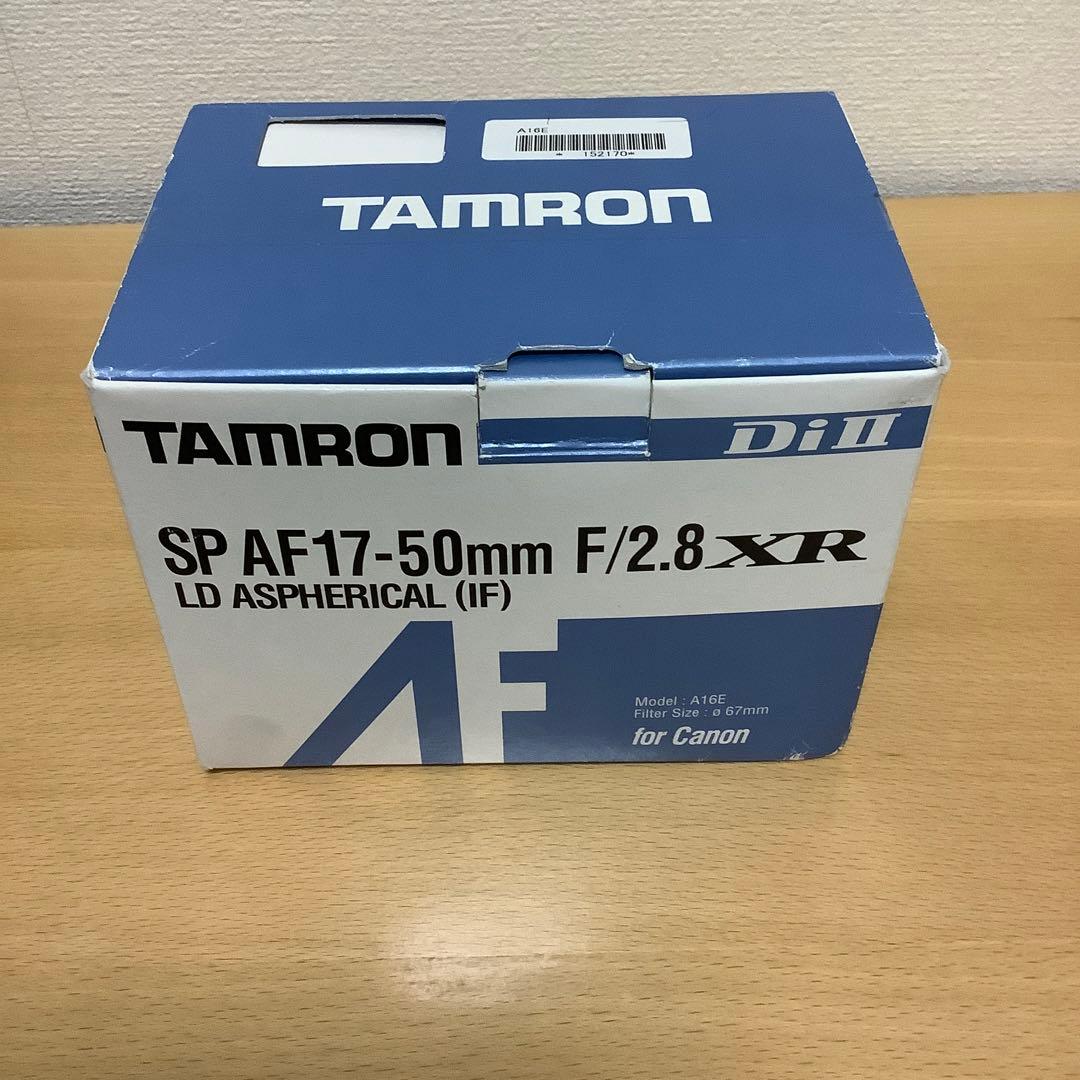 A16E
* 152170*
TAMRON
TAMRON
Di II
SP AF17-50mm F/2.8 XR
LD ASPHERICAL (IF)
AF
Model : A16E
Filter Size : ø 67mm
for Canon